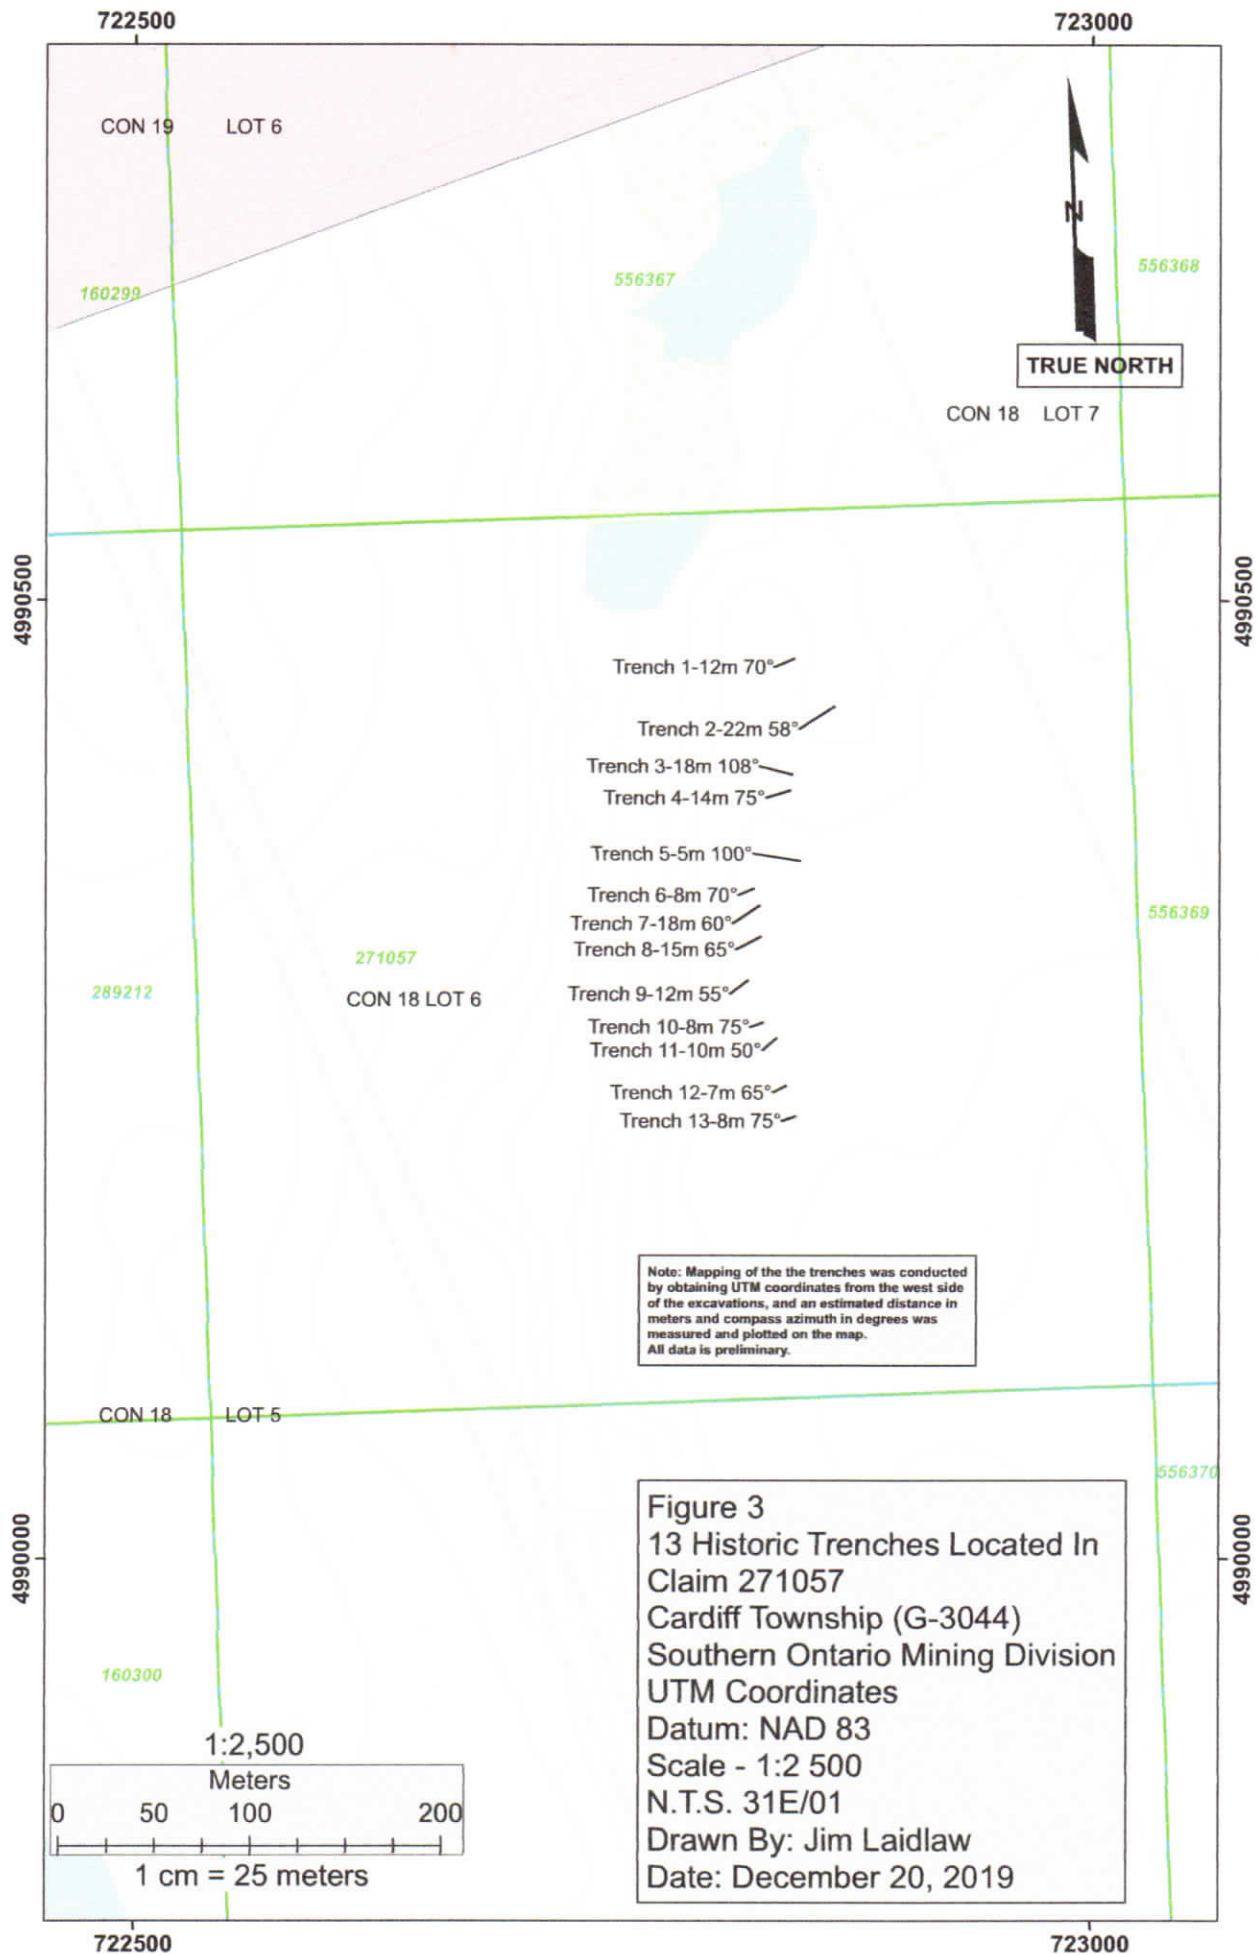 722500
723000
CON 19
LOT 6
N
160299
556367
556368
TRUE NORTH
CON 18 LOT 7
4990500
4990500
Trench 1-12m 70°
Trench 2-22m 58°
Trench 3-18m 108°
Trench 4-14m 75°
Trench 5-5m 100°
Trench 6-8m 70°
Trench 7-18m 60°
Trench 8-15m 65°
Trench 9-12m 55°
Trench 10-8m 75°
Trench 11-10m 50°
Trench 12-7m 65°
Trench 13-8m 75°
556369
271057
289212
CON 18 LOT 6
Note: Mapping of the the trenches was conducted
by obtaining UTM coordinates from the west side
of the excavations, and an estimated distance in
meters and compass azimuth in degrees was
measured and plotted on the map.
All data is preliminary.
CON 18
LOT 5
556370
4990000
4990000
160300
Figure 3
13 Historic Trenches Located In
Claim 271057
Cardiff Township (G-3044)
Southern Ontario Mining Division
UTM Coordinates
Datum: NAD 83
Scale - 1:2 500
N.T.S. 31E/01
Drawn By: Jim Laidlaw
Date: December 20, 2019
1:2,500
Meters
0 50 100 200
1 cm = 25 meters
722500
723000